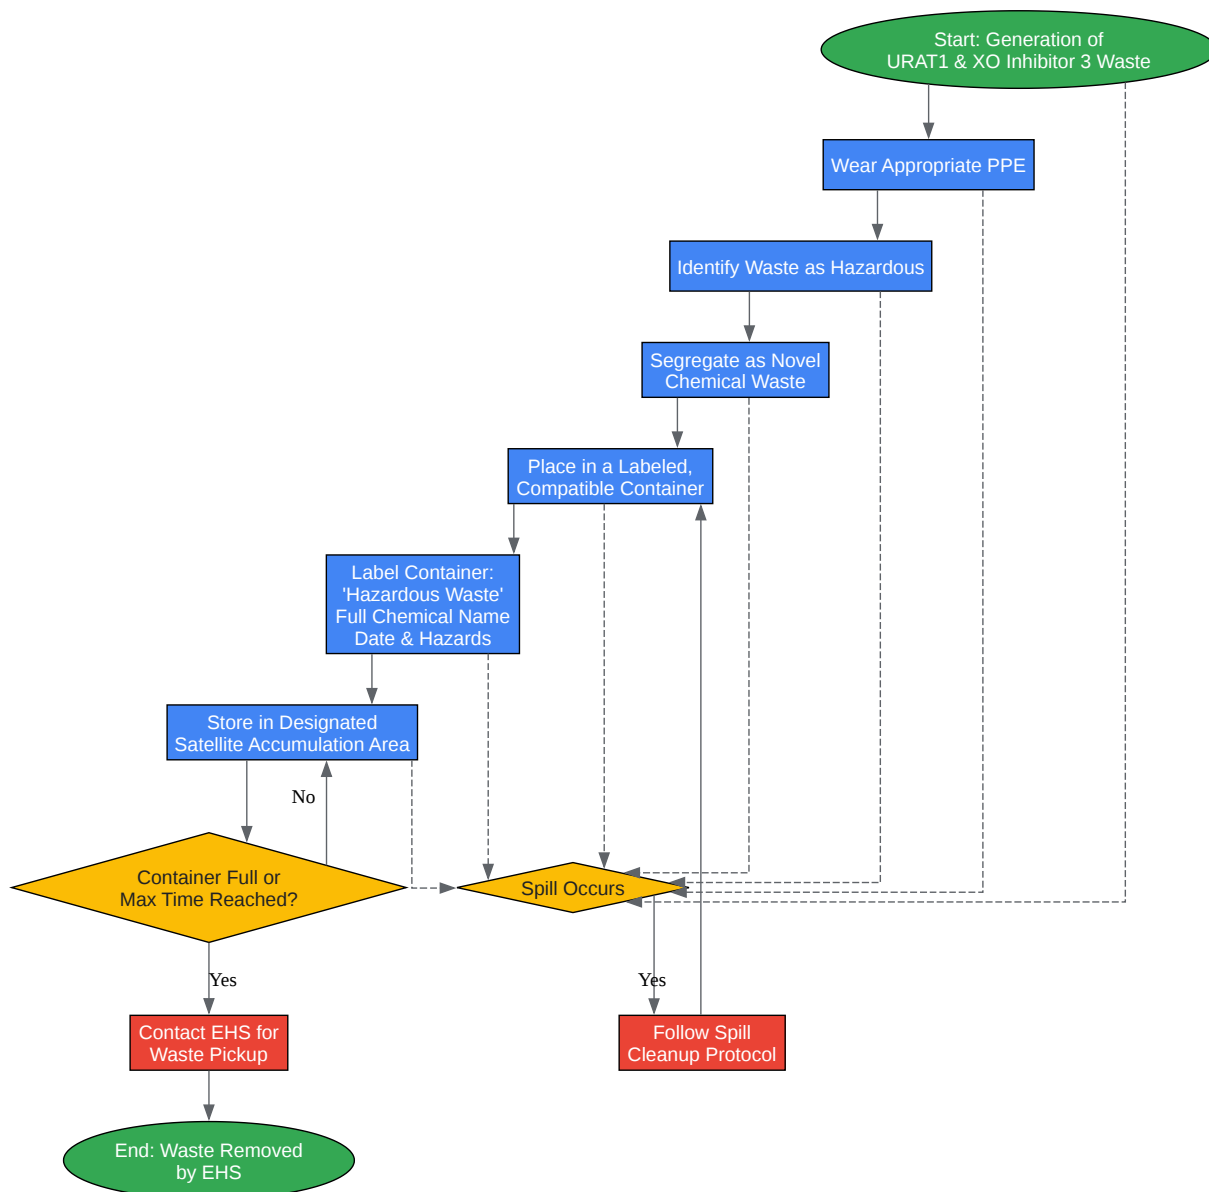 Start: Generation of
URAT1 & XO Inhibitor 3 Waste
Wear Appropriate PPE
Identify Waste as Hazardous
Segregate as Novel
Chemical Waste
Place in a Labeled,
Compatible Container
Label Container:
'Hazardous Waste'
Full Chemical Name
Date & Hazards
Store in Designated
Satellite Accumulation Area
No
Container Full or
Max Time Reached?
Spill Occurs
Yes
Yes
Contact EHS for
Waste Pickup
Follow Spill
Cleanup Protocol
End: Waste Removed
by EHS